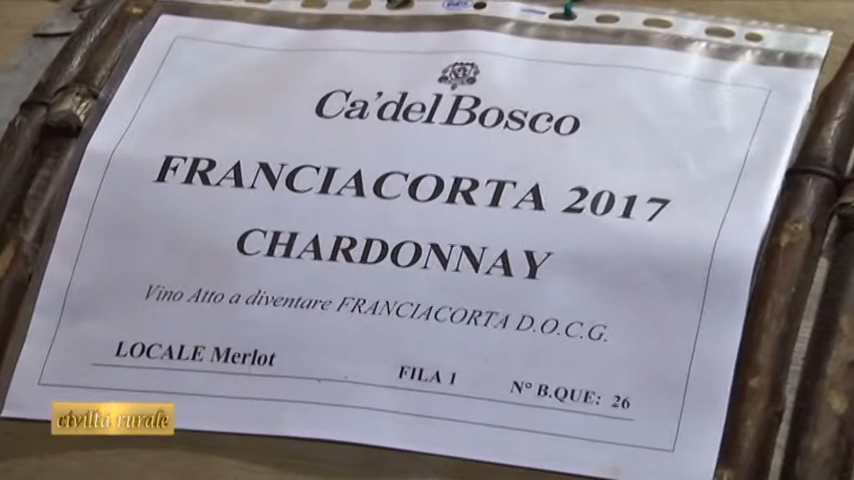 Ca'del Bosco
FRANCIACORTA 2017
CHARDONNAY
Vino Atto a diventare FRANCIACORTA D.O.C.G.
LOCALE Merlot FILA 1 N° B.QUE: 26
civiltà rurale